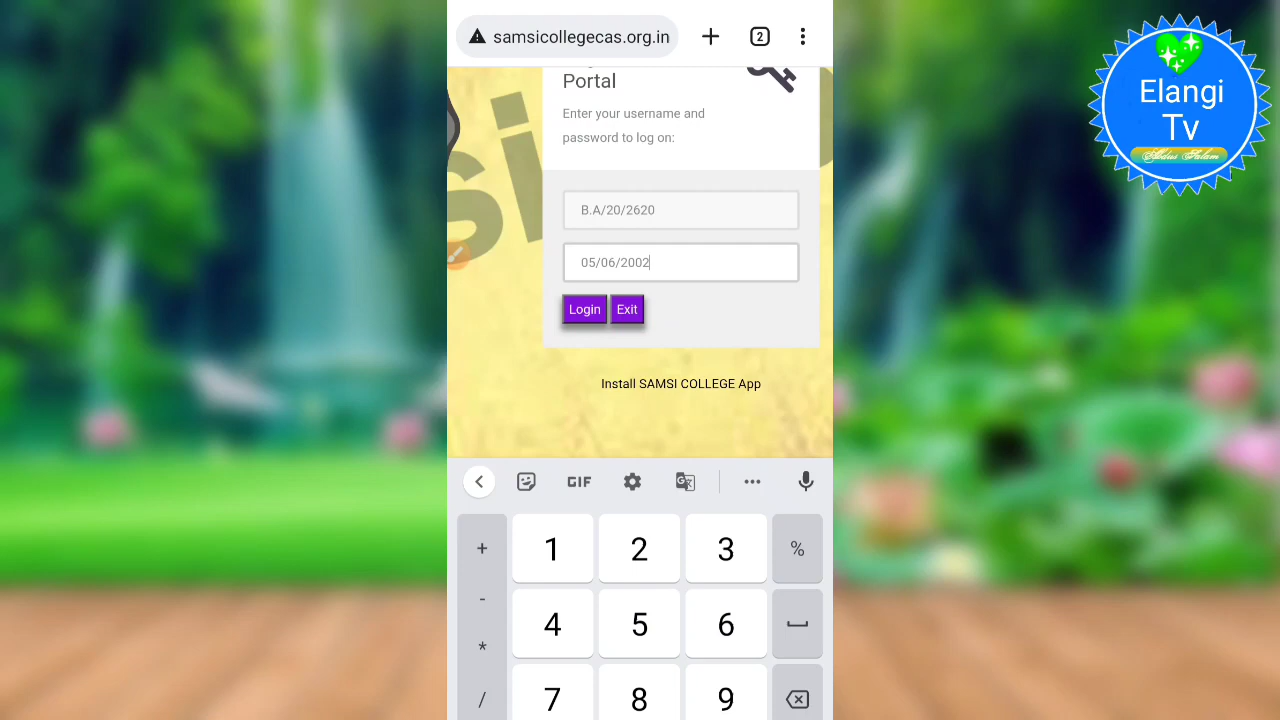 samsicollegecas.org.in
2
Portal
Enter your username and
password to log on:
B.A/20/2620
05/06/2002
Login Exit
Install SAMSI COLLEGE App
GIF
+ 1 2 3 %
- 4 5 6
*
/ 7 8 9
Elangi
Tv